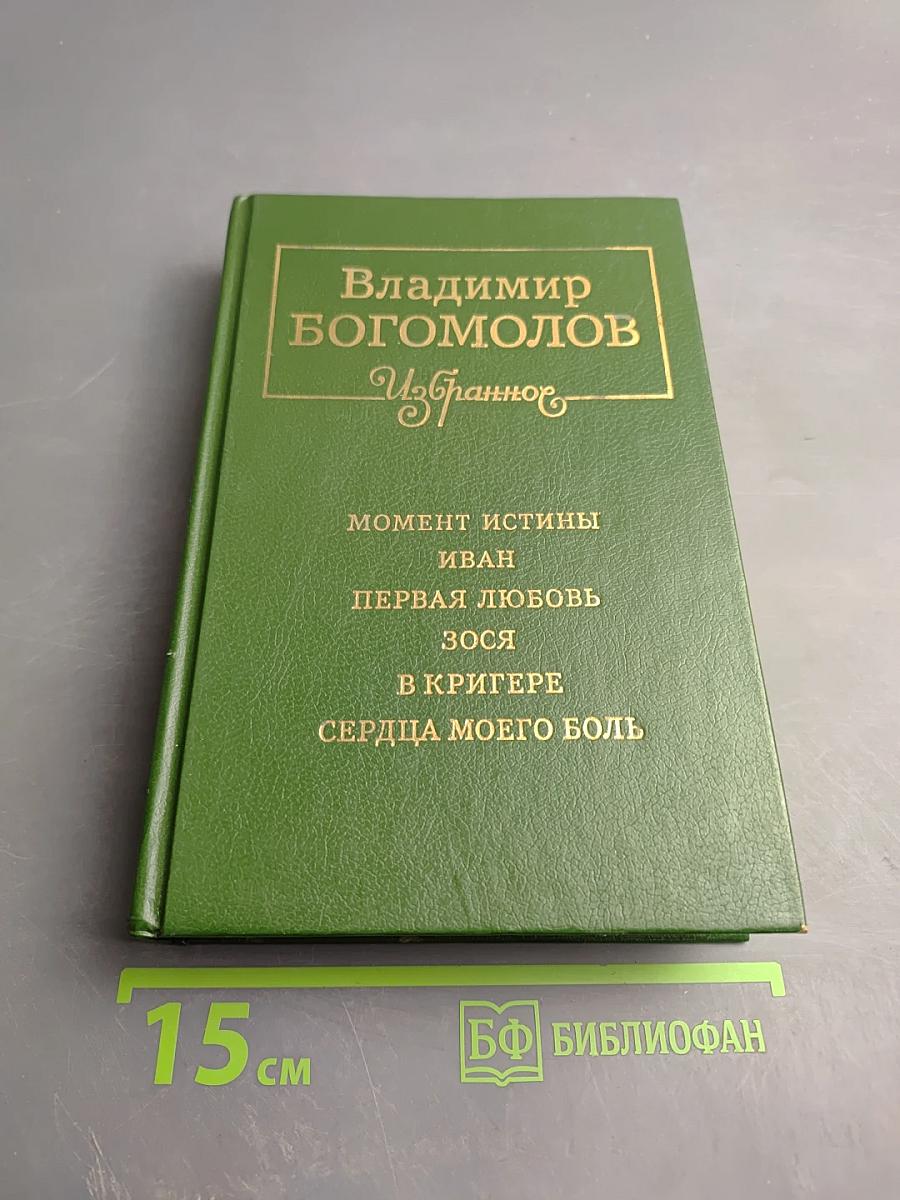 Владимир
БОГОМОЛОВ
Избранное
МОМЕНТ ИСТИНЫ
ИВАН
ПЕРВАЯ ЛЮБОВЬ
ЗОСЯ
В КРИГЕРЕ
СЕРДЦА МОЕГО БОЛЬ
15 см
БФ БИБЛИОФАН